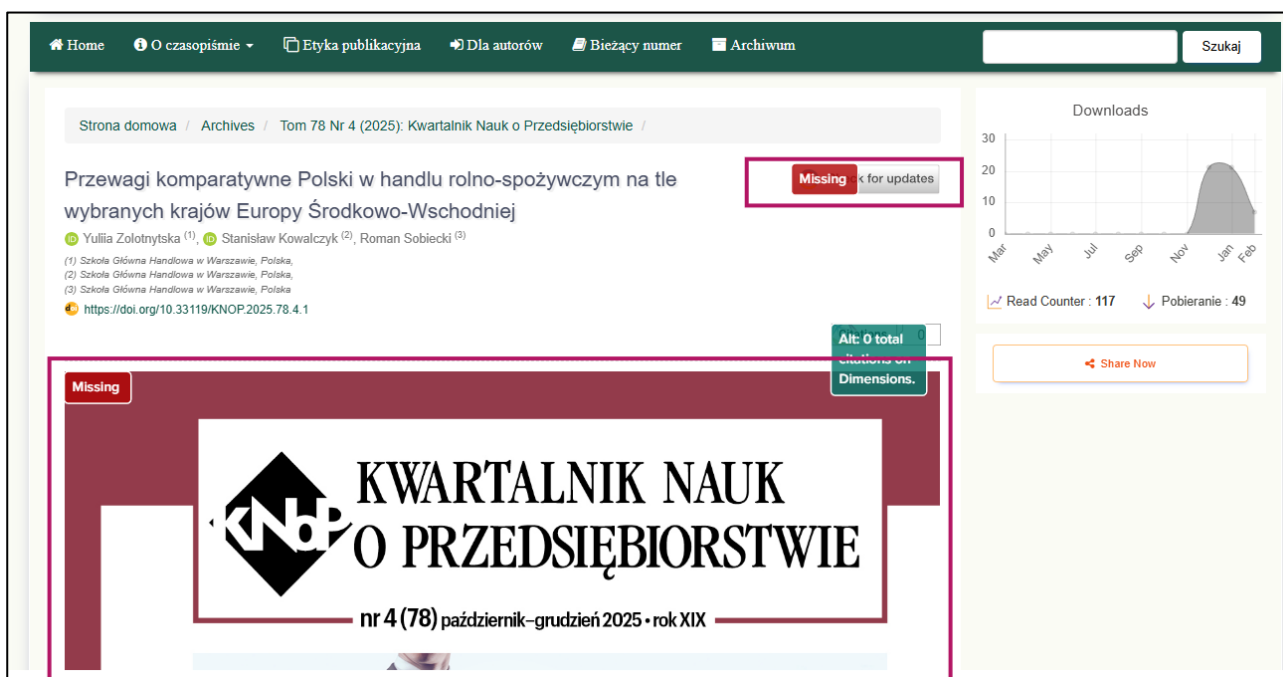 Home O czasopiśmie Etyka publikacyjna Dla autorów Bieżący numer Archiwum Szukaj
Strona domowa / Archives / Tom 78 Nr 4 (2025): Kwartalnik Nauk o Przedsiębiorstwie /
Przewagi komparatywne Polski w handlu rolno-spożywczym na tle
wybranych krajów Europy Środkowo-Wschodniej
Missing k for updates
Yuliia Zolotnytska (1), Stanisław Kowalczyk (2), Roman Sobiecki (3)
(1) Szkoła Główna Handlowa w Warszawie, Polska,
(2) Szkoła Główna Handlowa w Warszawie, Polska,
(3) Szkoła Główna Handlowa w Warszawie, Polska
https://doi.org/10.33119/KNOP.2025.78.4.1
Alt: 0 total
citations on
Dimensions.
0
Missing
KNoP
KWARTALNIK NAUK
O PRZEDSIĘBIORSTWIE
nr 4 (78) październik–grudzień 2025 • rok XIX
Downloads
30
20
10
0
Mar May Jul Sep Nov Jan Feb
Read Counter : 117 Pobieranie : 49
Share Now